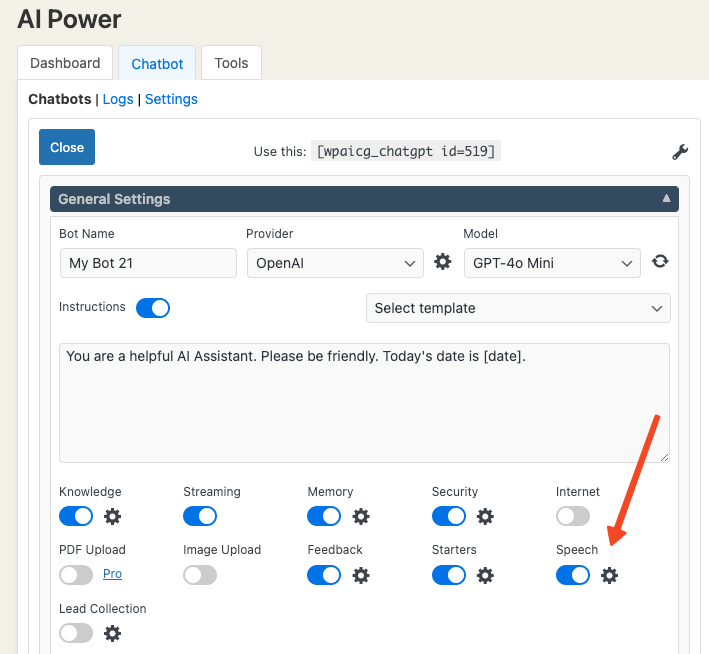 AI Power
Dashboard Chatbot Tools
Chatbots | Logs | Settings
Close Use this: [wpaicg_chatgpt id=519]
General Settings
Bot Name Provider Model
My Bot 21 OpenAI GPT-4o Mini
Instructions Select template
You are a helpful AI Assistant. Please be friendly. Today's date is [date].
Knowledge Streaming Memory Security Internet
PDF Upload Image Upload Feedback Starters Speech
Pro
Lead Collection